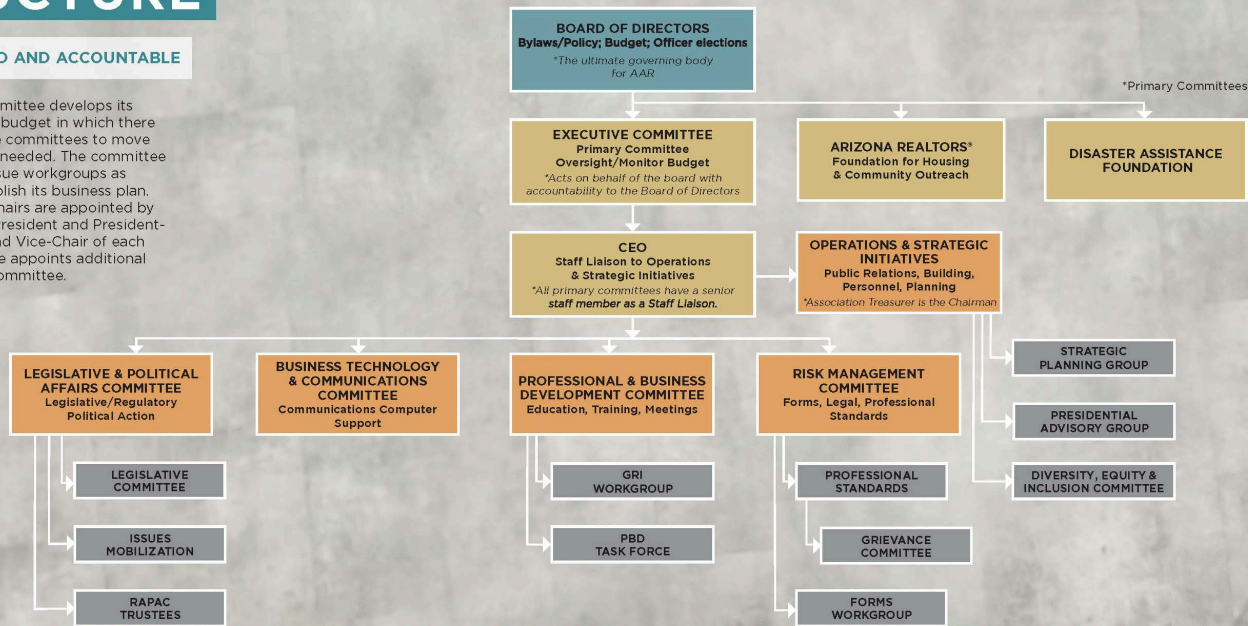 UCTURE
AND ACCOUNTABLE
mmittee develops its
budget in which there
committees to move
needed. The committee
sue workgroups as
blish its business plan.
hairs are appointed by
resident and President-
nd Vice-Chair of each
e appoints additional
ommittee.
BOARD OF DIRECTORS
Bylaws/Policy; Budget; Officer elections
*The ultimate governing body
for AAR
*Primary Committees
EXECUTIVE COMMITTEE
Primary Committee
Oversight/Monitor Budget
*Acts on behalf of the board with
accountability to the Board of Directors
ARIZONA REALTORS®
Foundation for Housing
& Community Outreach
DISASTER ASSISTANCE
FOUNDATION
CEO
Staff Liaison to Operations
& Strategic Initiatives
*All primary committees have a senior
staff member as a Staff Liaison.
OPERATIONS & STRATEGIC
INITIATIVES
Public Relations, Building,
Personnel, Planning
*Association Treasurer is the Chairman
STRATEGIC
PLANNING GROUP
PRESIDENTIAL
ADVISORY GROUP
DIVERSITY, EQUITY &
INCLUSION COMMITTEE
LEGISLATIVE & POLITICAL
AFFAIRS COMMITTEE
Legislative/Regulatory
Political Action
LEGISLATIVE
COMMITTEE
ISSUES
MOBILIZATION
RAPAC
TRUSTEES
BUSINESS TECHNOLOGY
& COMMUNICATIONS
COMMITTEE
Communications Computer
Support
PROFESSIONAL & BUSINESS
DEVELOPMENT COMMITTEE
Education, Training, Meetings
GRI
WORKGROUP
PBD
TASK FORCE
RISK MANAGEMENT
COMMITTEE
Forms, Legal, Professional
Standards
PROFESSIONAL
STANDARDS
GRIEVANCE
COMMITTEE
FORMS
WORKGROUP